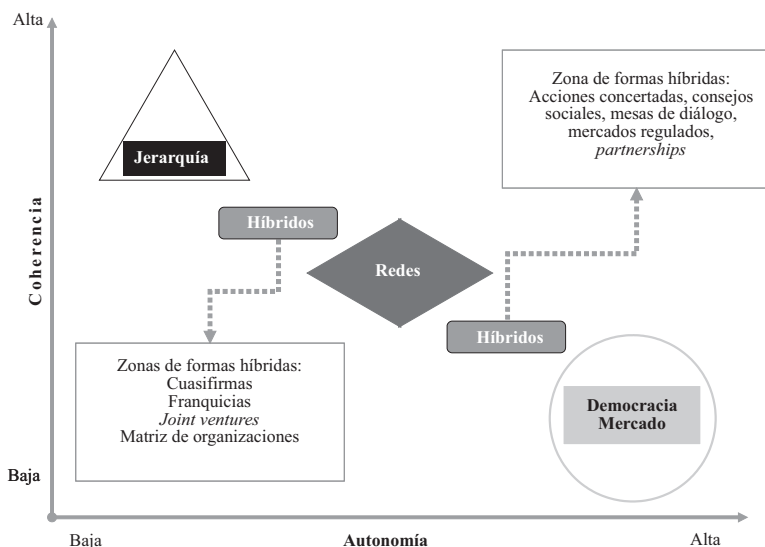 Alta
Zona de formas híbridas:
Acciones concertadas, consejos
sociales, mesas de diálogo,
mercados regulados,
partnerships
Jerarquía
Híbridos
Redes
Coherencia
Híbridos
Zonas de formas híbridas:
Cuasifirmas
Franquicias
Joint ventures
Matriz de organizaciones
Democracia
Mercado
Baja
Baja
Autonomía
Alta